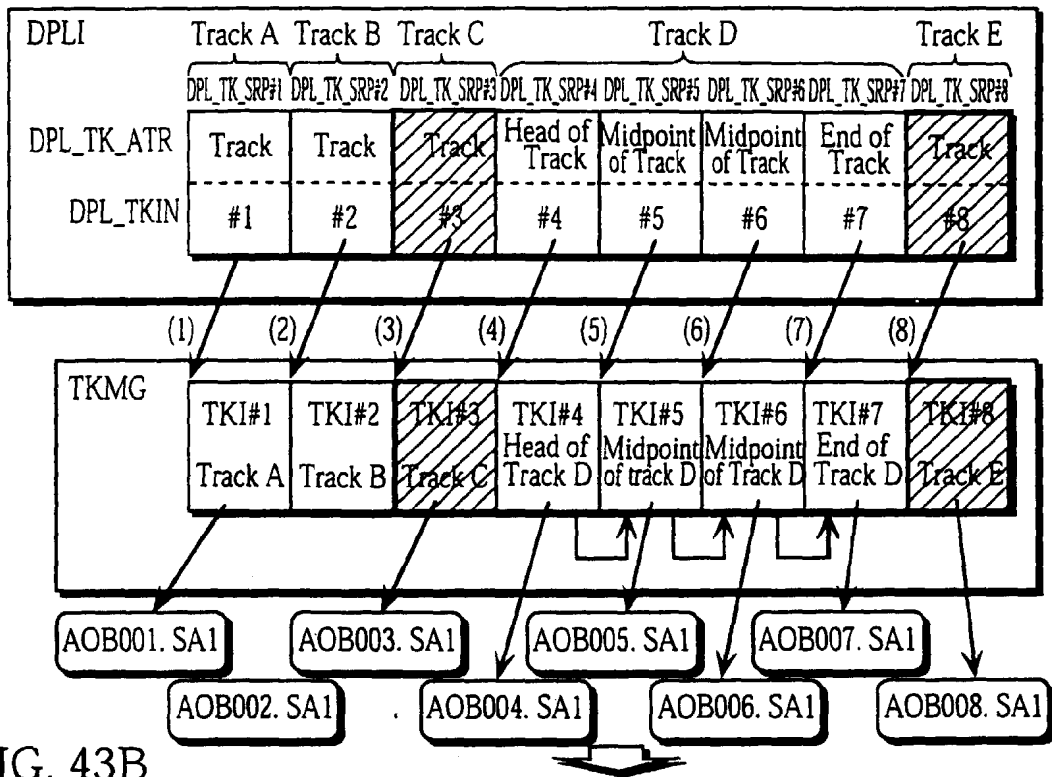 DPLI Track A Track B Track C Track D Track E
DPL_TK_SRP#1 DPL_TK_SRP#2 DPL_TK_SRP#3 DPL_TK_SRP#4 DPL_TK_SRP#5 DPL_TK_SRP#6 DPL_TK_SRP#7 DPL_TK_SRP#8
DPL_TK_ATR Track Track Track Head of Track Midpoint of Track Midpoint of Track End of Track Track
DPL_TKIN #1 #2 #3 #4 #5 #6 #7 #8
(1) (2) (3) (4) (5) (6) (7) (8)
TKMG
TKI#1 TKI#2 TKI#3 TKI#4 TKI#5 TKI#6 TKI#7 TKI#8
Track A Track B Track C Head of Track D Midpoint of track D Midpoint of Track D End of Track D Track E
AOB001. SA1 AOB003. SA1 AOB005. SA1 AOB007. SA1
AOB002. SA1 AOB004. SA1 AOB006. SA1 AOB008. SA1
IG. 43B